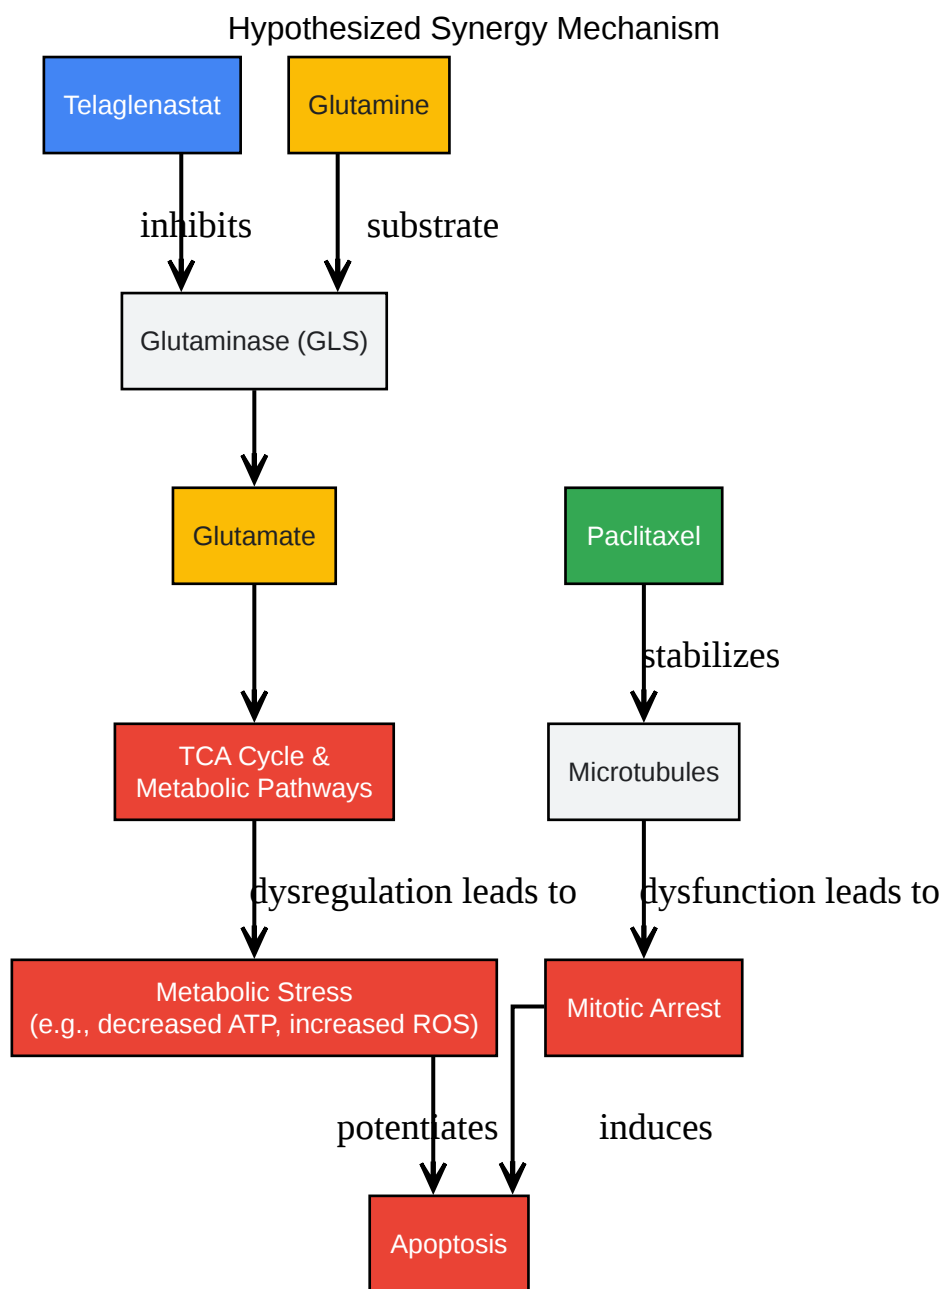 Hypothesized Synergy Mechanism
Telaglenastat
Glutamine
inhibits
substrate
Glutaminase (GLS)
Glutamate
Paclitaxel
stabilizes
TCA Cycle &
Metabolic Pathways
Microtubules
dysregulation leads to
dysfunction leads to
Metabolic Stress
(e.g., decreased ATP, increased ROS)
Mitotic Arrest
potentiates
induces
Apoptosis